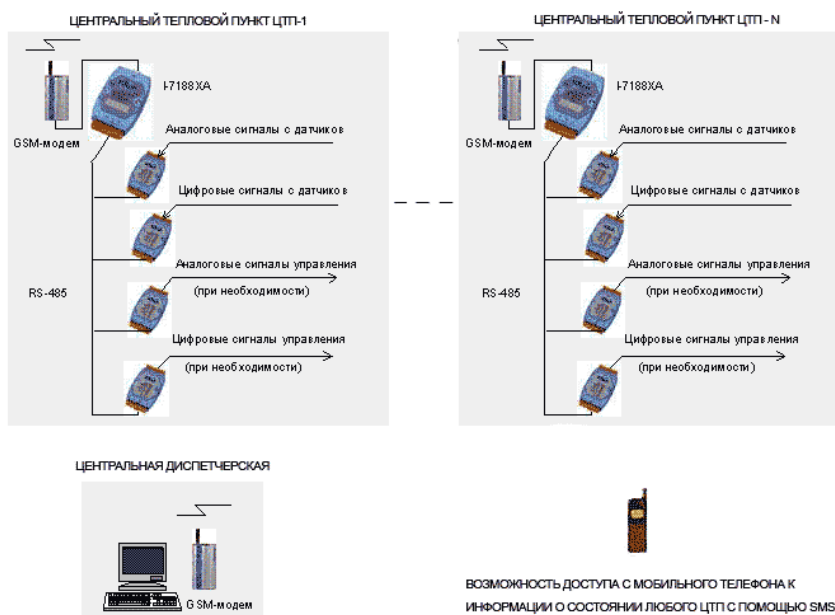 ЦЕНТРАЛЬНЫЙ ТЕПЛОВОЙ ПУНКТ ЦТП-1
I-7188XA
GSM-модем
Аналоговые сигналы с датчиков
Цифровые сигналы с датчиков
Аналоговые сигналы управления
(при необходимости)
RS-485
Цифровые сигналы управления
(при необходимости)
ЦЕНТРАЛЬНЫЙ ТЕПЛОВОЙ ПУНКТ ЦТП - N
I-7188XA
GSM-модем
Аналоговые сигналы с датчиков
Цифровые сигналы с датчиков
Аналоговые сигналы управления
(при необходимости)
RS-485
Цифровые сигналы управления
(при необходимости)
ЦЕНТРАЛЬНАЯ ДИСПЕТЧЕРСКАЯ
GSM-модем
ВОЗМОЖНОСТЬ ДОСТУПА С МОБИЛЬНОГО ТЕЛЕФОНА К
ИНФОРМАЦИИ О СОСТОЯНИИ ЛЮБОГО ЦТП С ПОМОЩЬЮ SMS